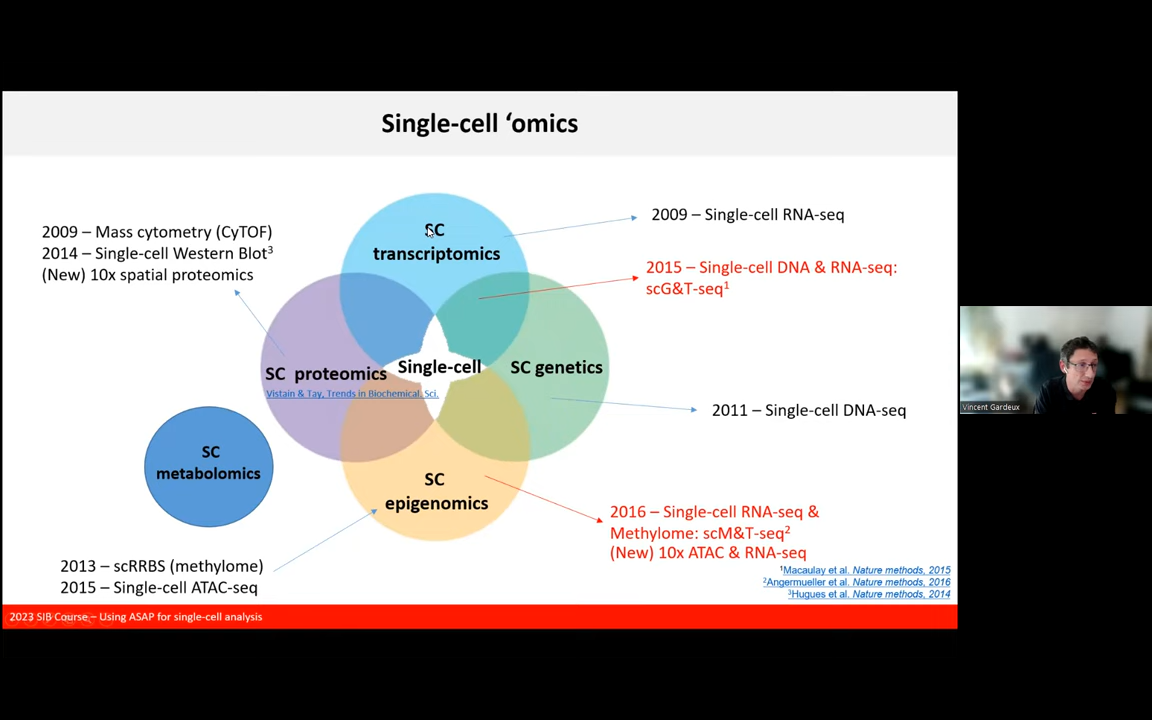 Single-cell ‘omics
2009 – Mass cytometry (CyTOF)
2014 – Single-cell Western Blot3
(New) 10x spatial proteomics
SC
transcriptomics
2009 – Single-cell RNA-seq
2015 – Single-cell DNA & RNA-seq:
scG&T-seq1
SC proteomics
Vistain & Tay, Trends in Biochemical. Sci.
Single-cell
SC genetics
2011 – Single-cell DNA-seq
SC
metabolomics
SC
epigenomics
2016 – Single-cell RNA-seq &
Methylome: scM&T-seq2
(New) 10x ATAC & RNA-seq
2013 – scRRBS (methylome)
2015 – Single-cell ATAC-seq
1Macaulay et al. Nature methods, 2015
2Angermueller et al. Nature methods, 2016
3Hugues et al. Nature methods, 2014
2023 SIB Course – Using ASAP for single-cell analysis
Vincent Gardeux